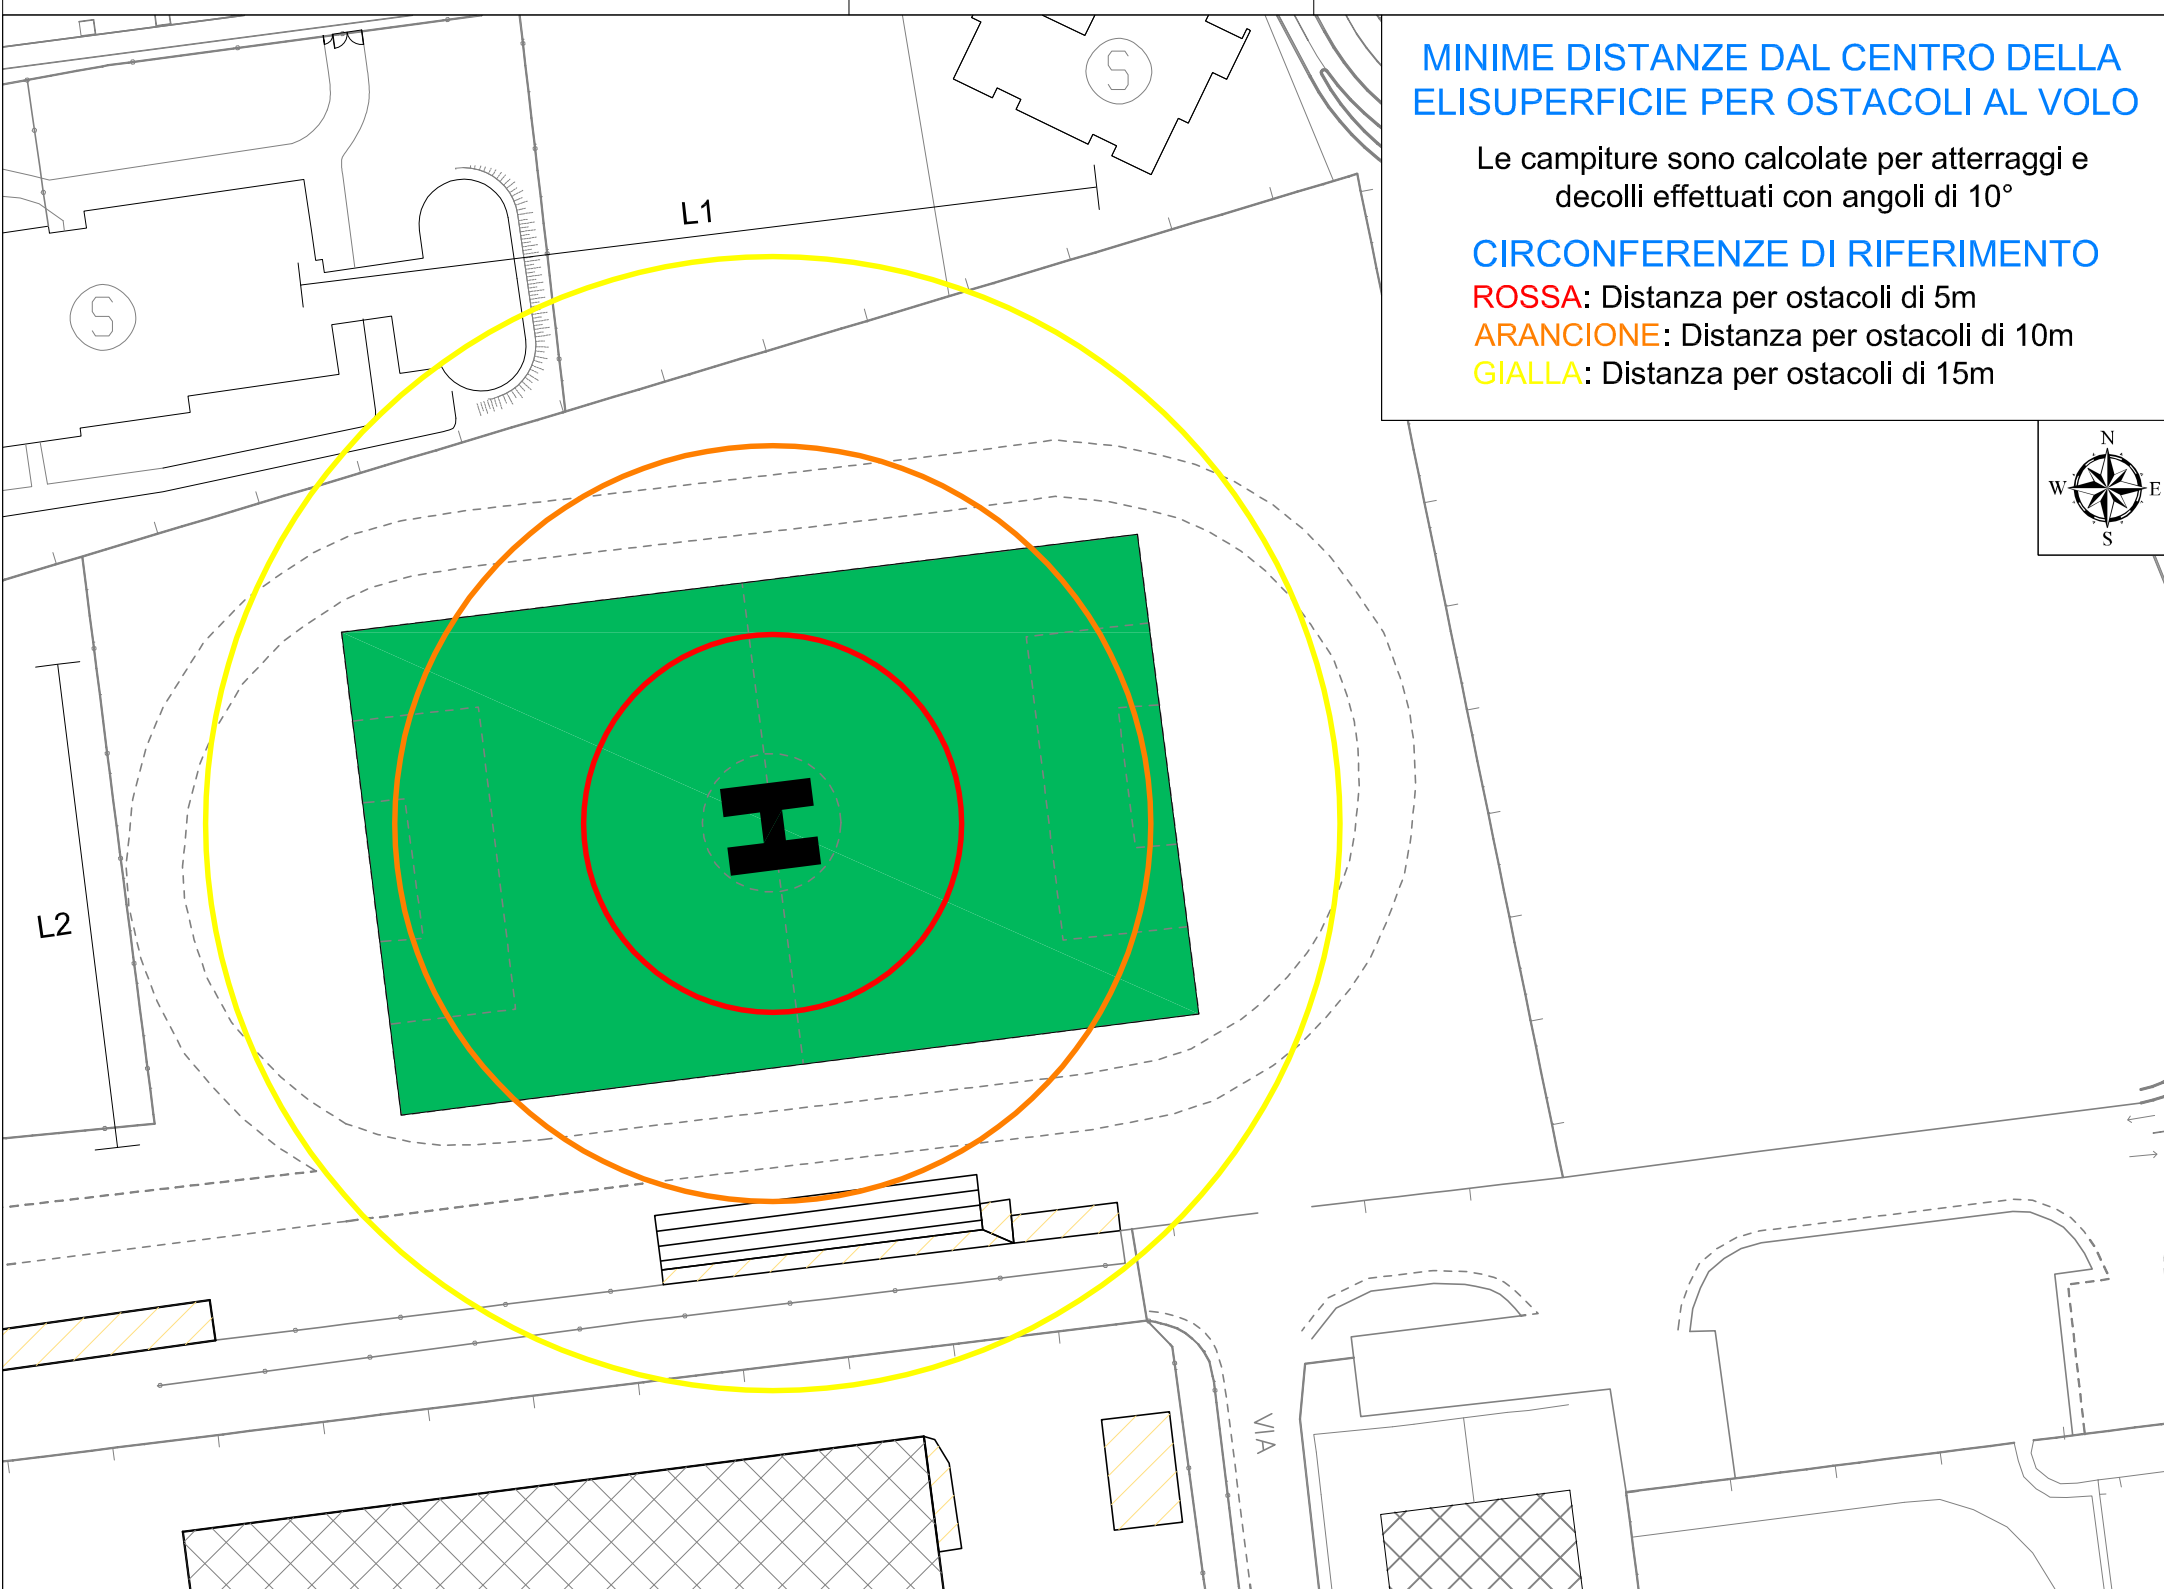 MINIME DISTANZE DAL CENTRO DELLA
ELISUPERFICIE PER OSTACOLI AL VOLO
Le campiture sono calcolate per atterraggi e
decolli effettuati con angoli di 10°
CIRCONFERENZE DI RIFERIMENTO
ROSSA: Distanza per ostacoli di 5m
ARANCIONE: Distanza per ostacoli di 10m
GIALLA: Distanza per ostacoli di 15m
S
L1
S
N
W E
S
H
L2
VIA